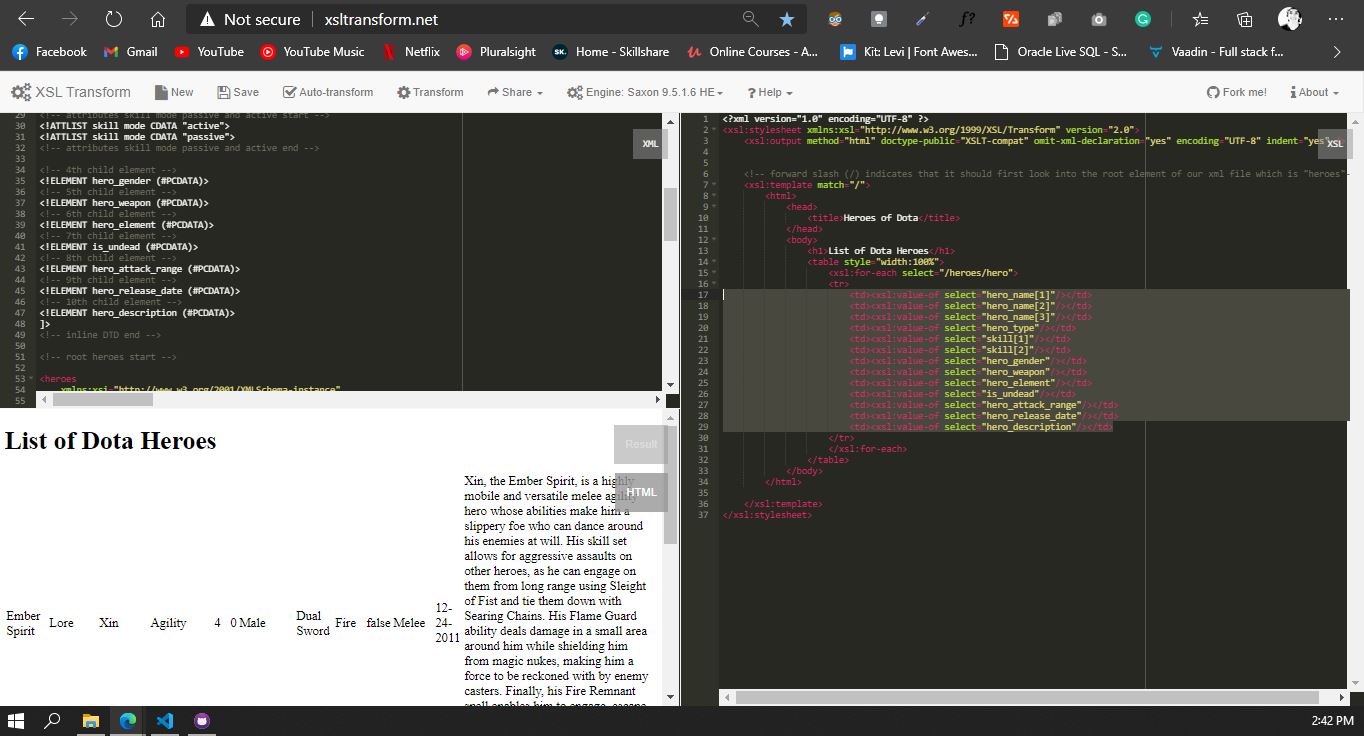 Not secure | xsltransform.net
Facebook Gmail YouTube YouTube Music Netflix Pluralsight SK. Home - Skillshare Online Courses - A... Kit: Levi | Font Awes... Oracle Live SQL - S... Vaadin - Full stack f...
XSL Transform New Save Auto-transform Transform Share Engine: Saxon 9.5.1.6 HE ? Help Fork me! About
29 <!-- attributes skill mode passive and active start -->
30 <!ATTLIST skill mode CDATA "active">
31 <!ATTLIST skill mode CDATA "passive">
32 <!-- attributes skill mode passive and active end -->
33
34 <!-- 4th child element -->
35 <!ELEMENT hero_gender (#PCDATA)>
36 <!-- 5th child element -->
37 <!ELEMENT hero_weapon (#PCDATA)>
38 <!-- 6th child element -->
39 <!ELEMENT hero_element (#PCDATA)>
40 <!-- 7th child element -->
41 <!ELEMENT is_undead (#PCDATA)>
42 <!-- 8th child element -->
43 <!ELEMENT hero_attack_range (#PCDATA)>
44 <!-- 9th child element -->
45 <!ELEMENT hero_release_date (#PCDATA)>
46 <!-- 10th child element -->
47 <!ELEMENT hero_description (#PCDATA)>
48 ]>
49 <!-- inline DTD end -->
50
51 <!-- root heroes start -->
52
53 <heroes
54 xmlns:xsi="http://www.w3.org/2001/XMLSchema-instance"
55
XML
List of Dota Heroes
Result
HTML
Ember Spirit
Lore
Xin
Agility
4
0
Male
Dual Sword
Fire
false
Melee
12-
24-
2011
Xin, the Ember Spirit, is a highly
mobile and versatile melee agility
hero whose abilities make him a
slippery foe who can dance around
his enemies at will. His skill set
allows for aggressive assaults on
other heroes, as he can engage on
them from long range using Sleight
of Fist and tie them down with
Searing Chains. His Flame Guard
ability deals damage in a small area
around him while shielding him
from magic nukes, making him a
force to be reckoned with by enemy
casters. Finally, his Fire Remnant
spell enables him to engage, escape
1 <?xml version="1.0" encoding="UTF-8" ?>
2 <xsl:stylesheet xmlns:xsl="http://www.w3.org/1999/XSL/Transform" version="2.0">
3 <xsl:output method="html" doctype-public="XSLT-compat" omit-xml-declaration="yes" encoding="UTF-8" indent="yes"
4
5
6 <!-- forward slash (/) indicates that it should first look into the root element of our xml file which is "heroes"-
7 <xsl:template match="/">
8 <html>
9 <head>
10 <title>Heroes of Dota</title>
11 </head>
12 <body>
13 <h1>List of Dota Heroes</h1>
14 <table style="width:100%">
15 <xsl:for-each select="/heroes/hero">
16 <tr>
17 <td><xsl:value-of select="hero_name[1]"/></td>
18 <td><xsl:value-of select="hero_name[2]"/></td>
19 <td><xsl:value-of select="hero_name[3]"/></td>
20 <td><xsl:value-of select="hero_type"/></td>
21 <td><xsl:value-of select="skill[1]"/></td>
22 <td><xsl:value-of select="skill[2]"/></td>
23 <td><xsl:value-of select="hero_gender"/></td>
24 <td><xsl:value-of select="hero_weapon"/></td>
25 <td><xsl:value-of select="hero_element"/></td>
26 <td><xsl:value-of select="is_undead"/></td>
27 <td><xsl:value-of select="hero_attack_range"/></td>
28 <td><xsl:value-of select="hero_release_date"/></td>
29 <td><xsl:value-of select="hero_description"/></td>
30 </tr>
31 </xsl:for-each>
32 </table>
33 </body>
34 </html>
35
36 </xsl:template>
37 </xsl:stylesheet>
XSL
2:42 PM